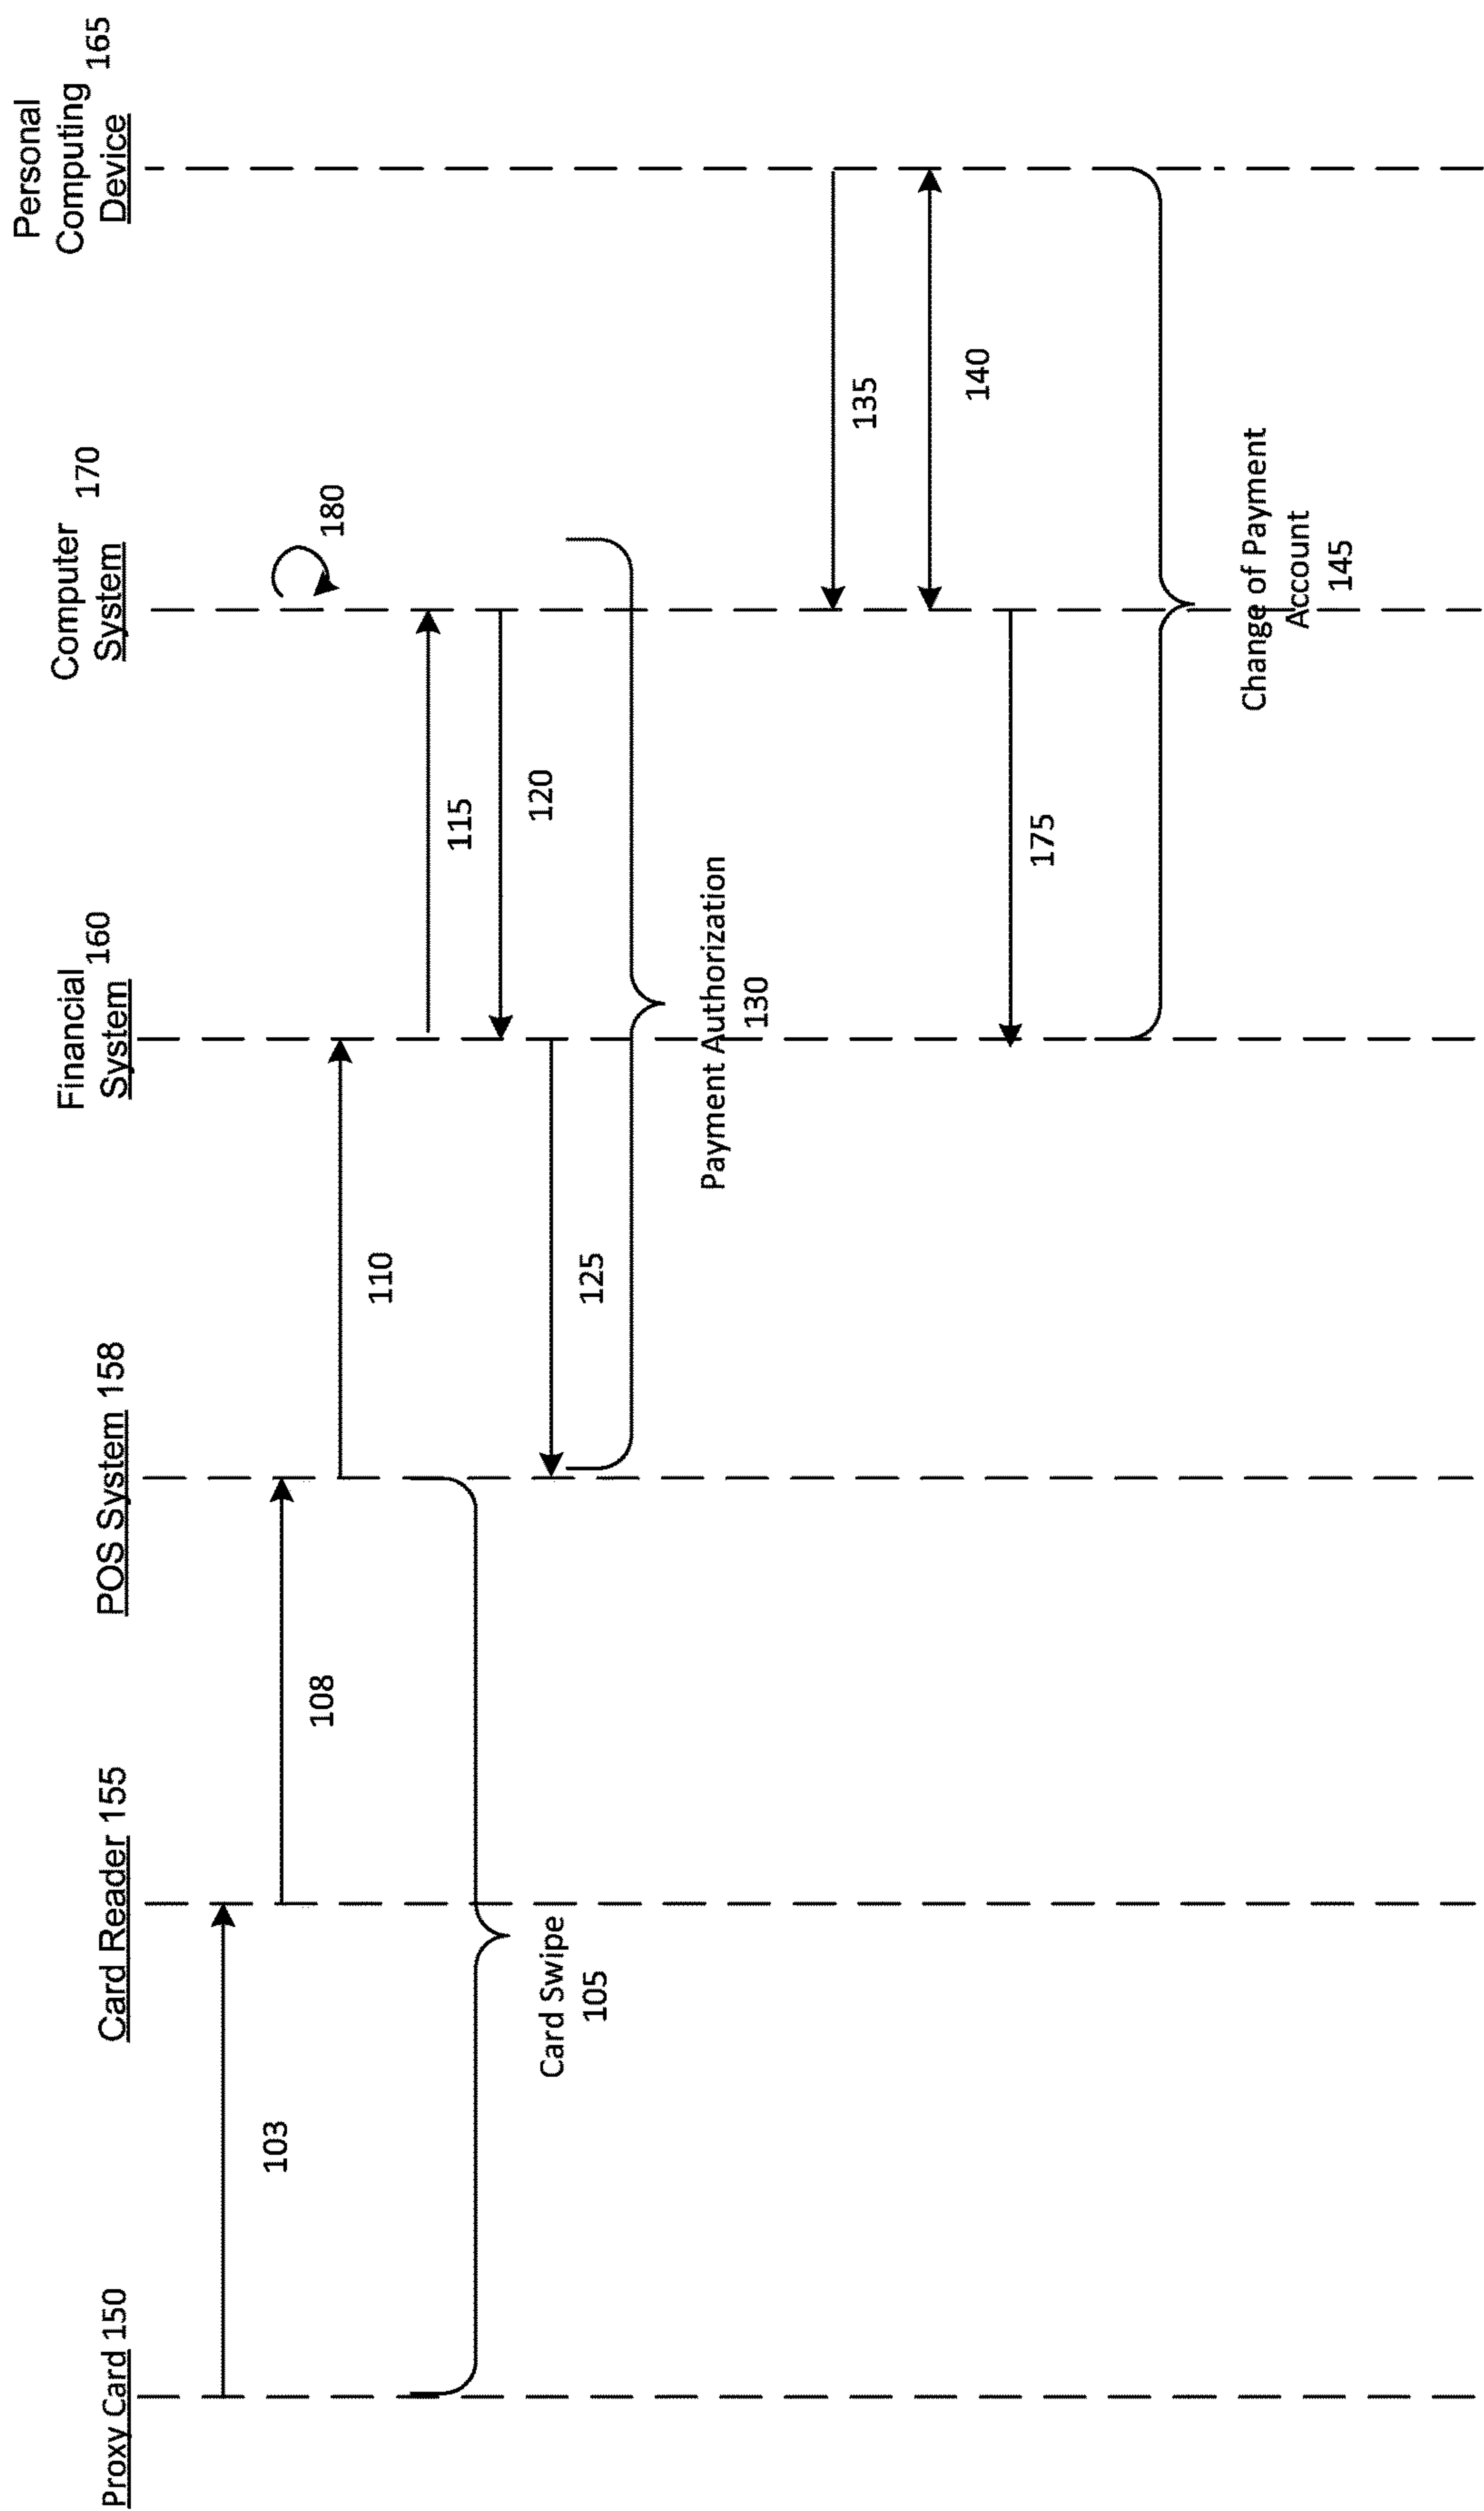 Proxy Card 150
Card Reader 155
POS System 158
Financial
System 160
Computer
System 170
Personal
Computing
Device 165
103
108
180
110
115
120
125
Card Swipe
105
Payment Authorization
130
135
140
175
Change of Payment
Account
145